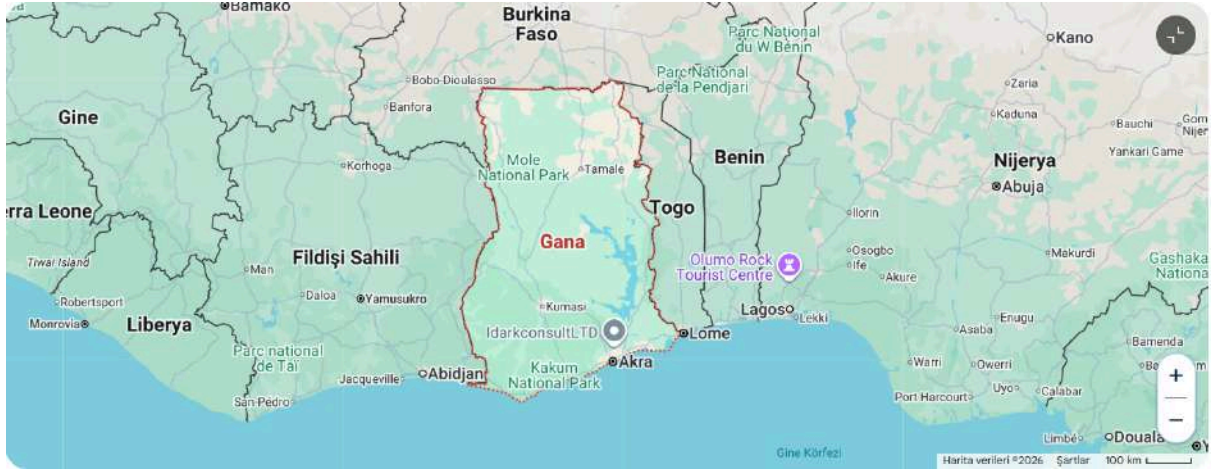 Bamako
Burkina
Faso
Parc National
du W Bénin
Kano
Bobo-Dioulasso
Parc National
de la Pendjari
Zaria
Banfora
Kaduna
Gine
Bauchi
Mole
National Park
Benin
Yankari Game
Korhoga
Tamale
Nijerya
Abuja
erra Leone
Togo
Ilorin
Gana
Fildişi Sahili
Olumo Rock
Tourist Centre
Osogbo
Ife
Makurdi
Tiwai Island
Man
Akure
Gashaka
Nationa
Robertsport
Daloa
Yamusukro
Kumasi
Lagos
Lekki
Enugu
Monrovia
Liberya
IdarkconsultLTD
Lome
Asaba
Bamenda
Parc national
de Taï
Akra
Warri
Owerri
Jacqueville
Abidjan
Kakum
National Park
Uyo
Calabar
San-Pédro
Port Harcourt
+
−
Limbé
Douala
Gine Körfezi
Harita verileri ©2026 Şartlar 100 km